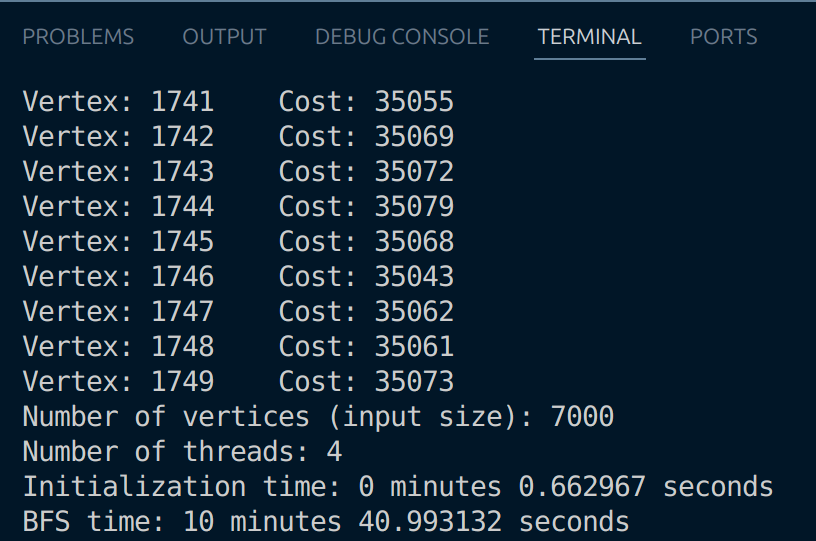 PROBLEMS OUTPUT DEBUG CONSOLE TERMINAL PORTS
Vertex: 1741 Cost: 35055
Vertex: 1742 Cost: 35069
Vertex: 1743 Cost: 35072
Vertex: 1744 Cost: 35079
Vertex: 1745 Cost: 35068
Vertex: 1746 Cost: 35043
Vertex: 1747 Cost: 35062
Vertex: 1748 Cost: 35061
Vertex: 1749 Cost: 35073
Number of vertices (input size): 7000
Number of threads: 4
Initialization time: 0 minutes 0.662967 seconds
BFS time: 10 minutes 40.993132 seconds